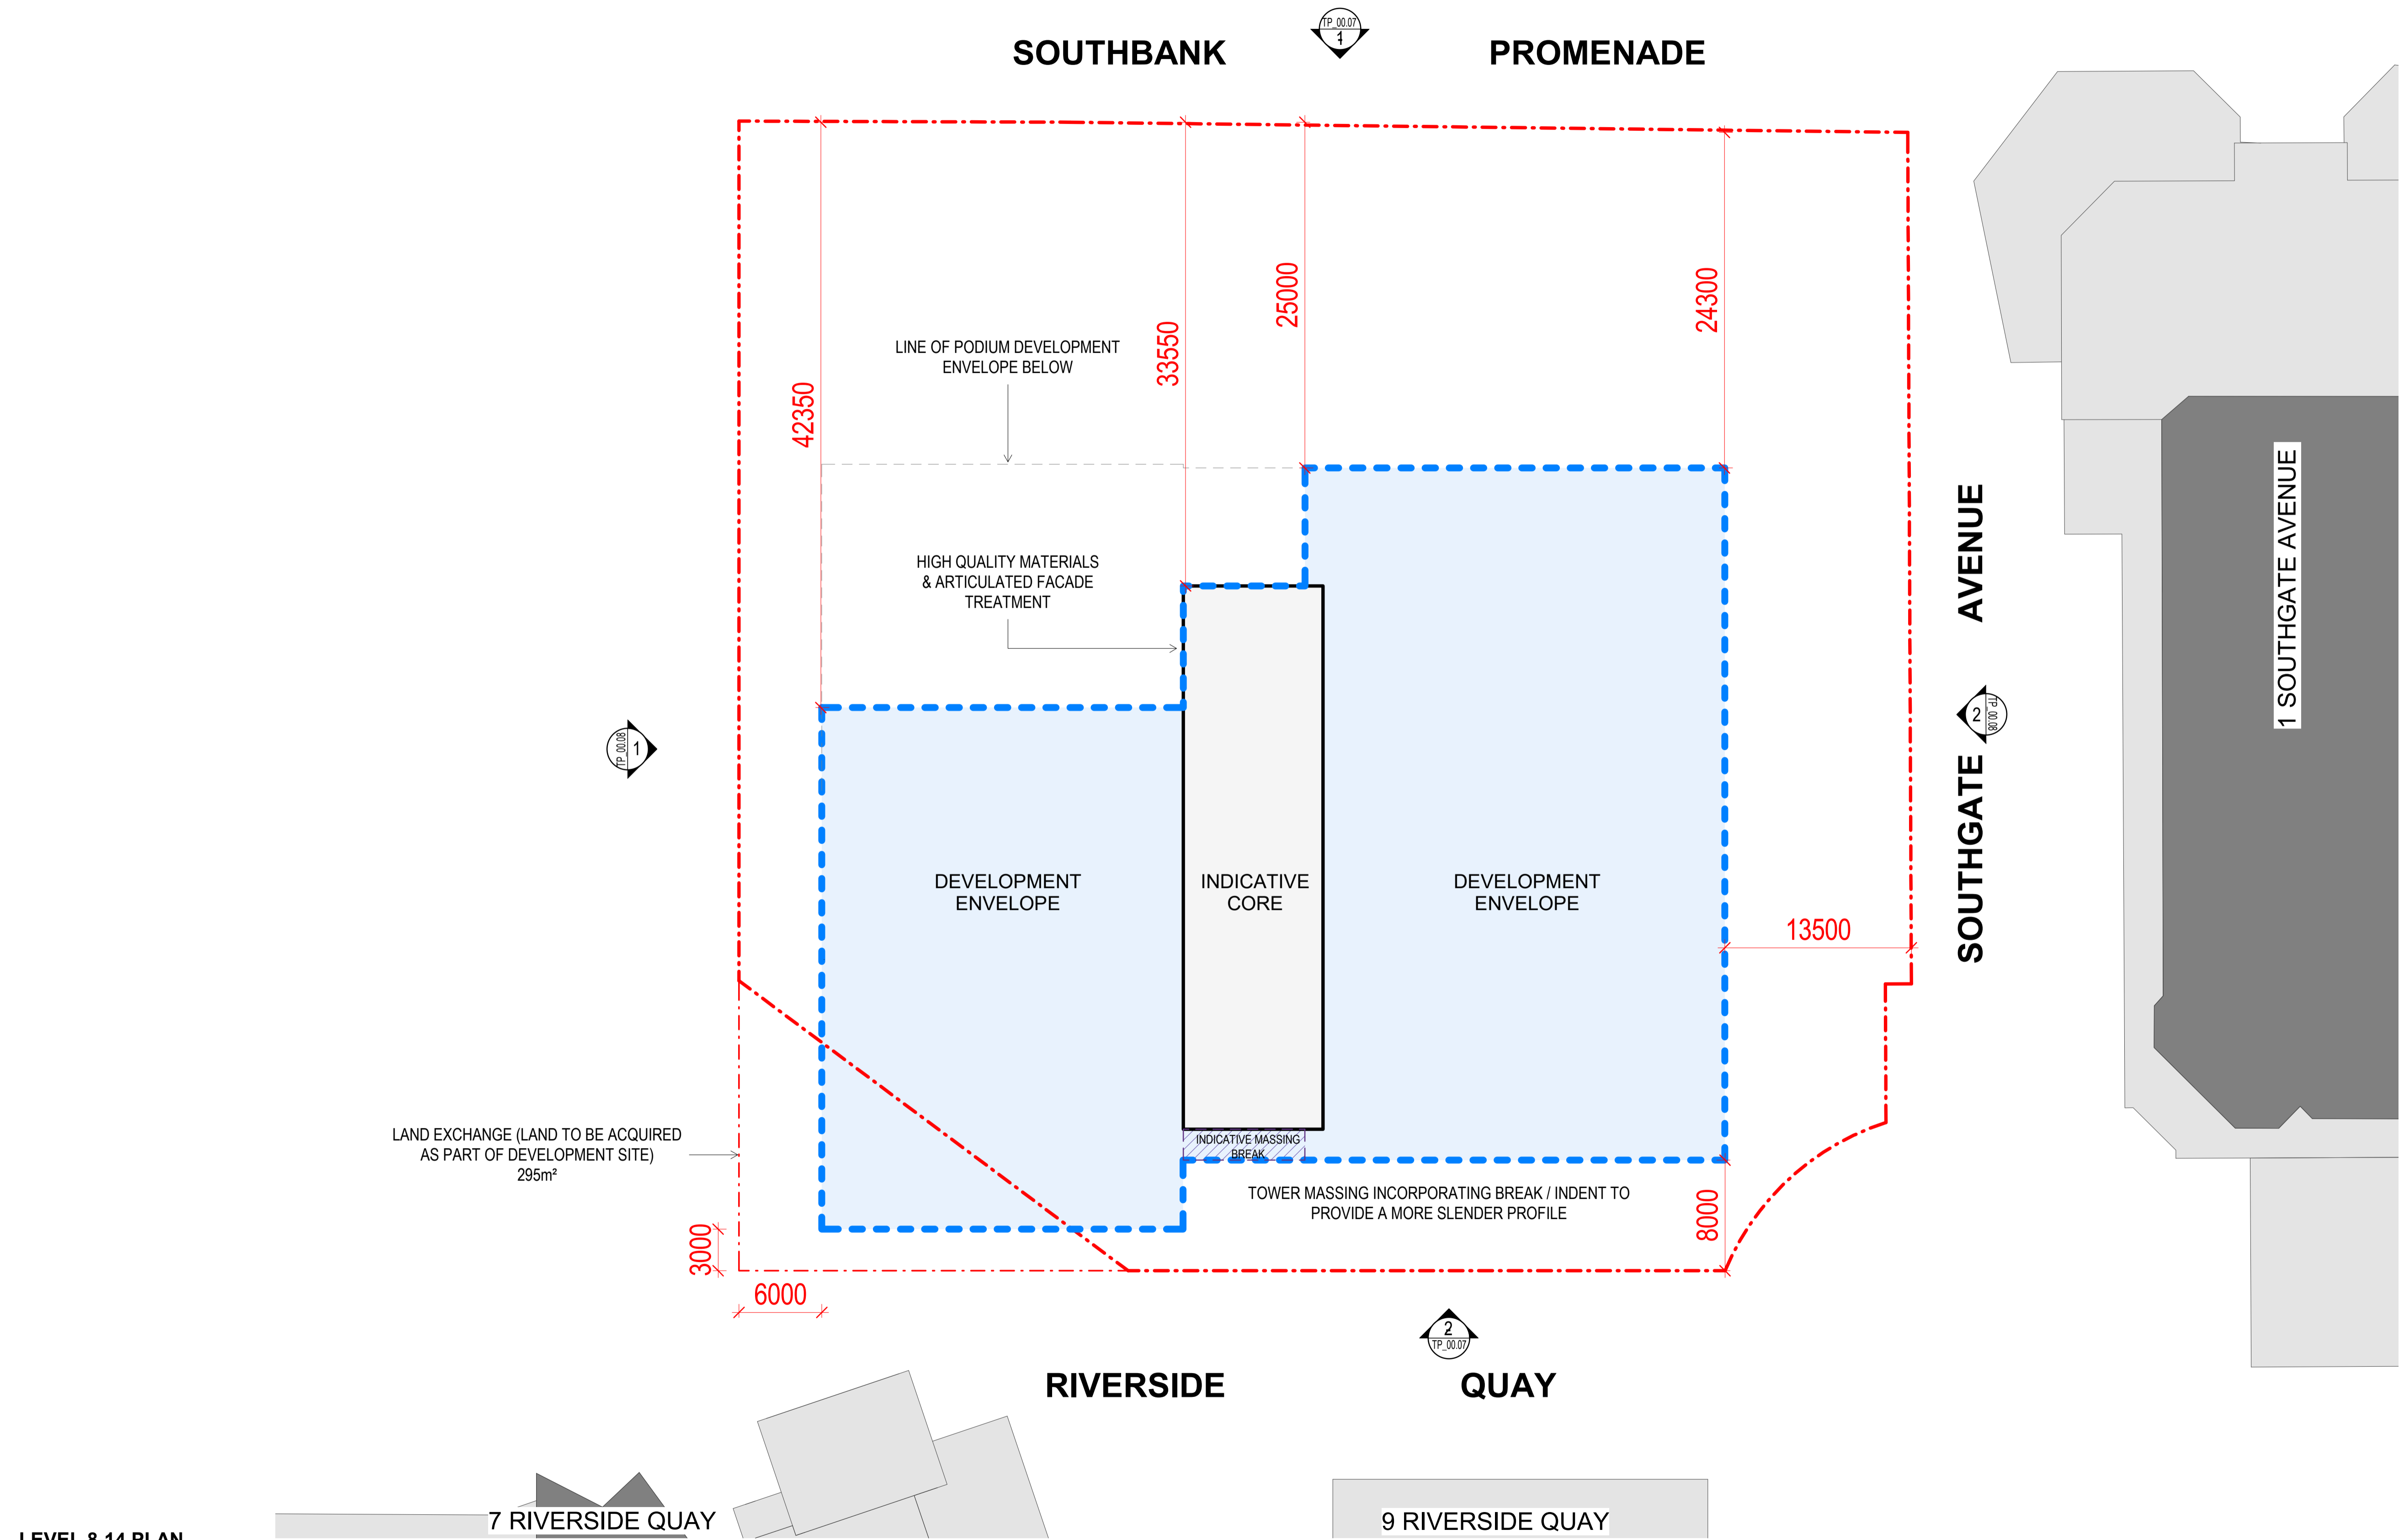 TP_00.07
1
SOUTHBANK PROMENADE
25000
24300
33550
42350
LINE OF PODIUM DEVELOPMENT
ENVELOPE BELOW
HIGH QUALITY MATERIALS
& ARTICULATED FACADE
TREATMENT
1 SOUTHGATE AVENUE
SOUTHGATE AVENUE
2
TP_00.08
1
TP_00.08
DEVELOPMENT
ENVELOPE
INDICATIVE
CORE
DEVELOPMENT
ENVELOPE
13500
LAND EXCHANGE (LAND TO BE ACQUIRED
AS PART OF DEVELOPMENT SITE)
295m²
INDICATIVE MASSING
BREAK
TOWER MASSING INCORPORATING BREAK / INDENT TO
PROVIDE A MORE SLENDER PROFILE
8000
3000
6000
2
TP_00.07
RIVERSIDE QUAY
7 RIVERSIDE QUAY
9 RIVERSIDE QUAY
LEVEL 8-14 PLAN